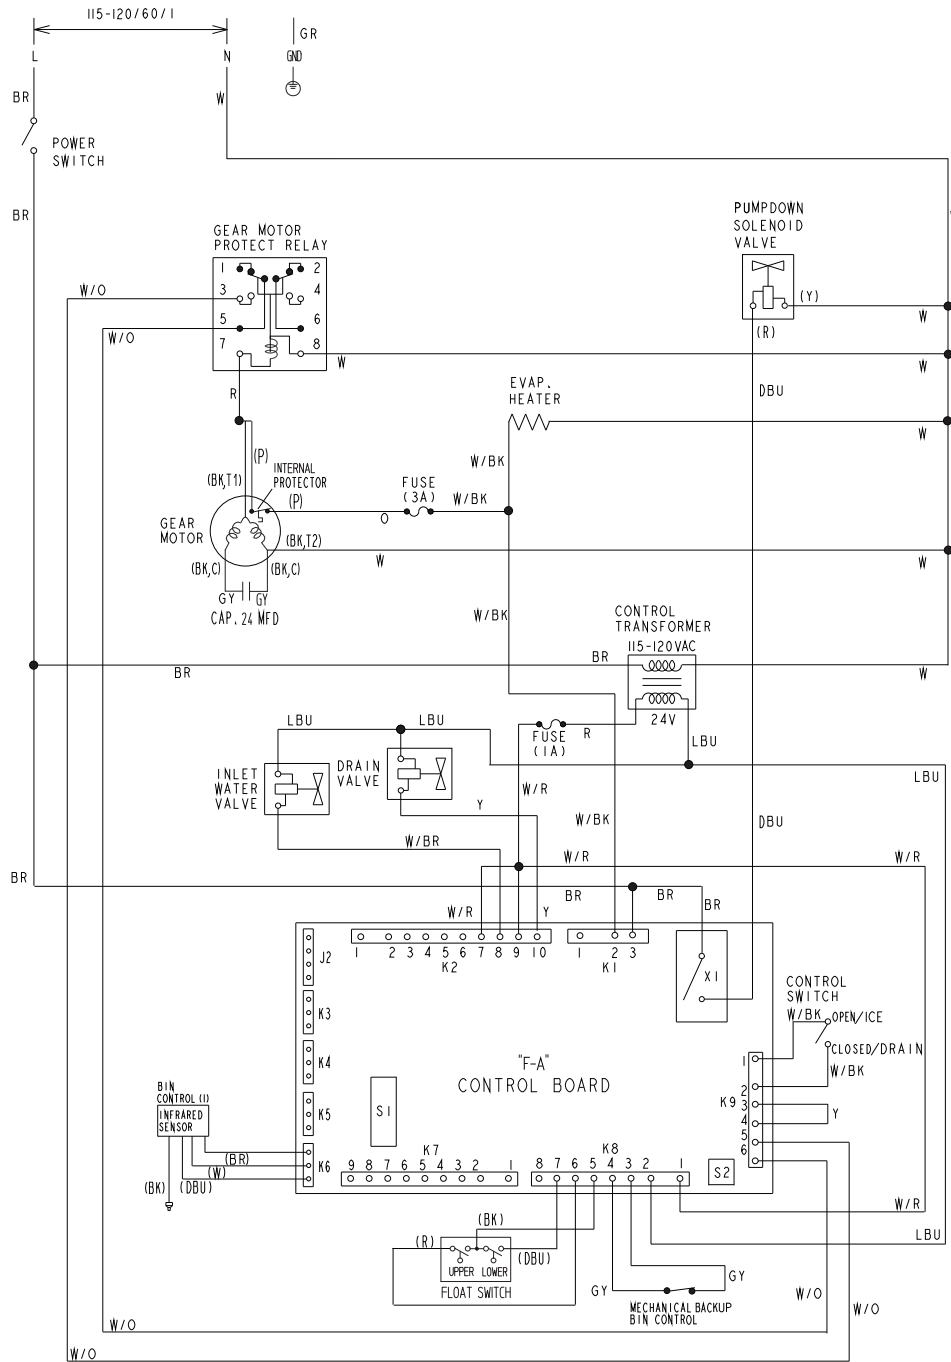 115-120/60/1
GR
L
N
GND
BR
W
POWER
SWITCH
BR
PUMPDOWN
SOLENOID
VALVE
GEAR MOTOR
PROTECT RELAY
1 2
3 4
5 6
7 8
W/O
W/O
(Y)
W
(R)
W
W
R
DBU
EVAP.
HEATER
W
(P)
W/BK
(BK,T1)
INTERNAL
PROTECTOR
(P)
FUSE
(3A)
W/BK
O
GEAR
MOTOR
(BK,T2)
W
W
(BK,C)
(BK,C)
GY
GY
CAP. 24 MFD
W/BK
CONTROL
TRANSFORMER
115-120VAC
BR
BR
W
24V
LBU
LBU
FUSE
(1A)
R
LBU
INLET
WATER
VALVE
DRAIN
VALVE
LBU
W/R
Y
W/BK
DBU
W/BR
W/R
W/R
BR
BR
BR
BR
W/R
Y
1 2 3 4 5 6 7 8 9 10
K2
1 2 3
K1
J2
X1
K3
CONTROL
SWITCH
W/BK
OPEN/ICE
CLOSED/DRAIN
W/BK
K4
"F-A"
CONTROL BOARD
1
2
K9 3
4
5
6
Y
BIN
CONTROL (1)
INFRARED
SENSOR
S1
K5
K6
(BR)
(W)
(BK)
(DBU)
K7
9 8 7 6 5 4 3 2 1
K8
8 7 6 5 4 3 2 1
S2
W/R
(BK)
LBU
(R)
(DBU)
UPPER LOWER
FLOAT SWITCH
GY
GY
MECHANICAL BACKUP
BIN CONTROL
W/O
W/O
W/O
W/O